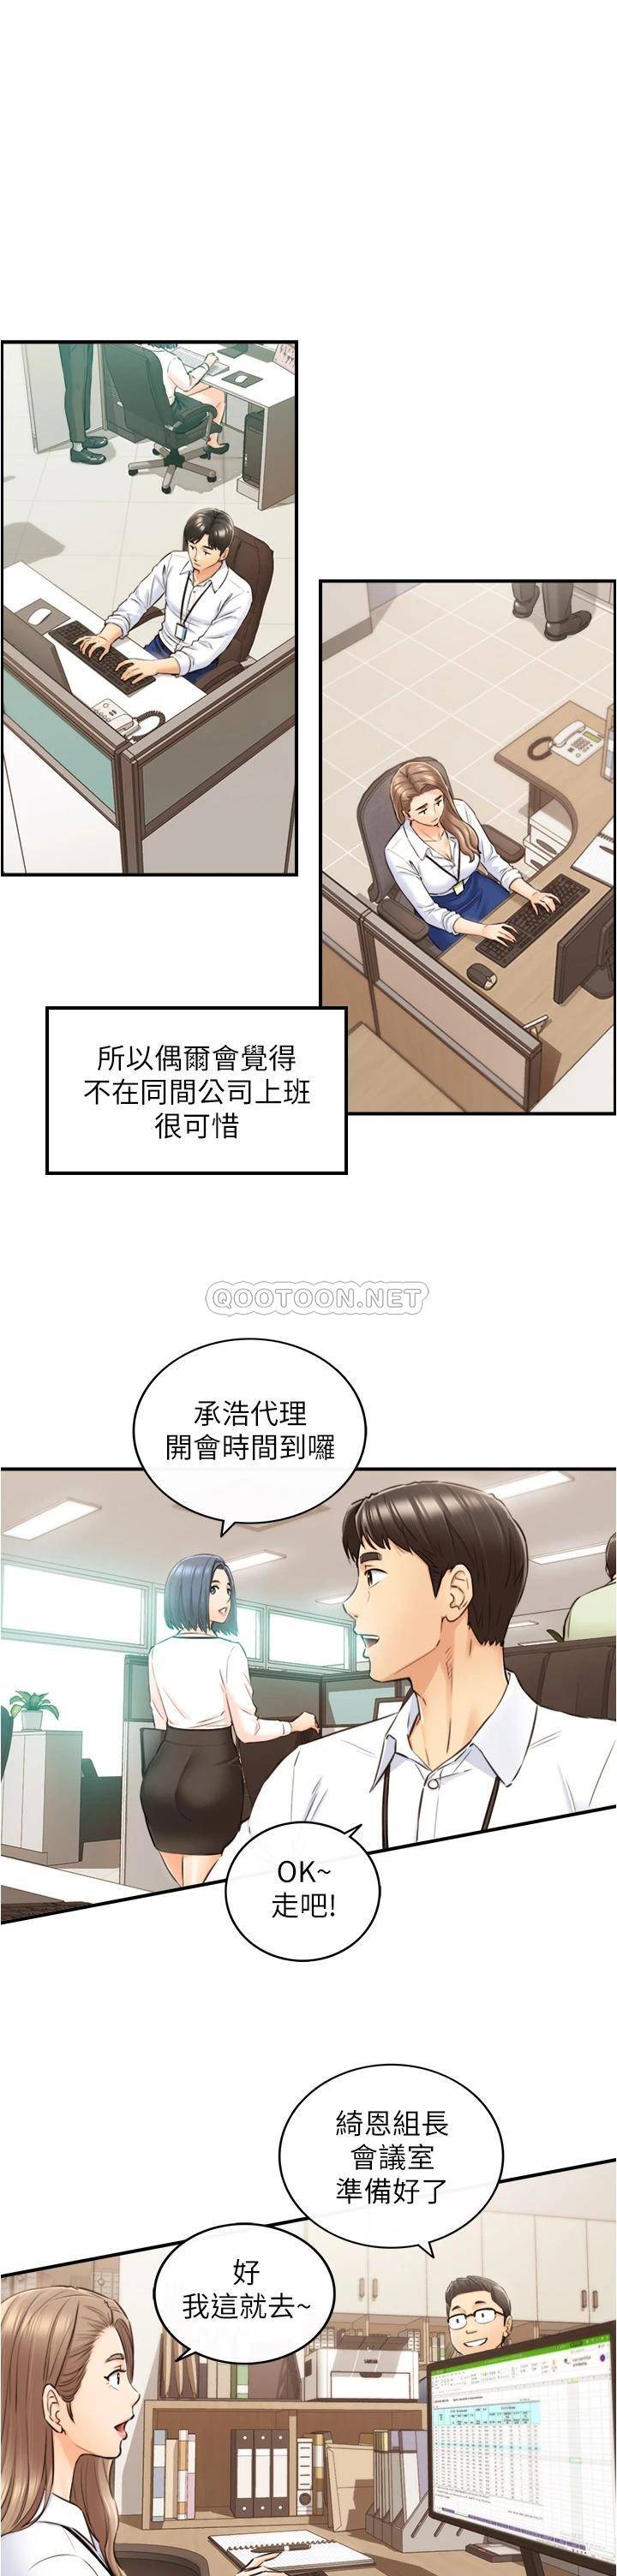 所以偶爾會覺得
不在同間公司上班
很可惜
QOOTOON.NET
承浩代理
開會時間到囉
OK~
走吧!
綺恩組長
會議室
準備好了
好
我這就去~